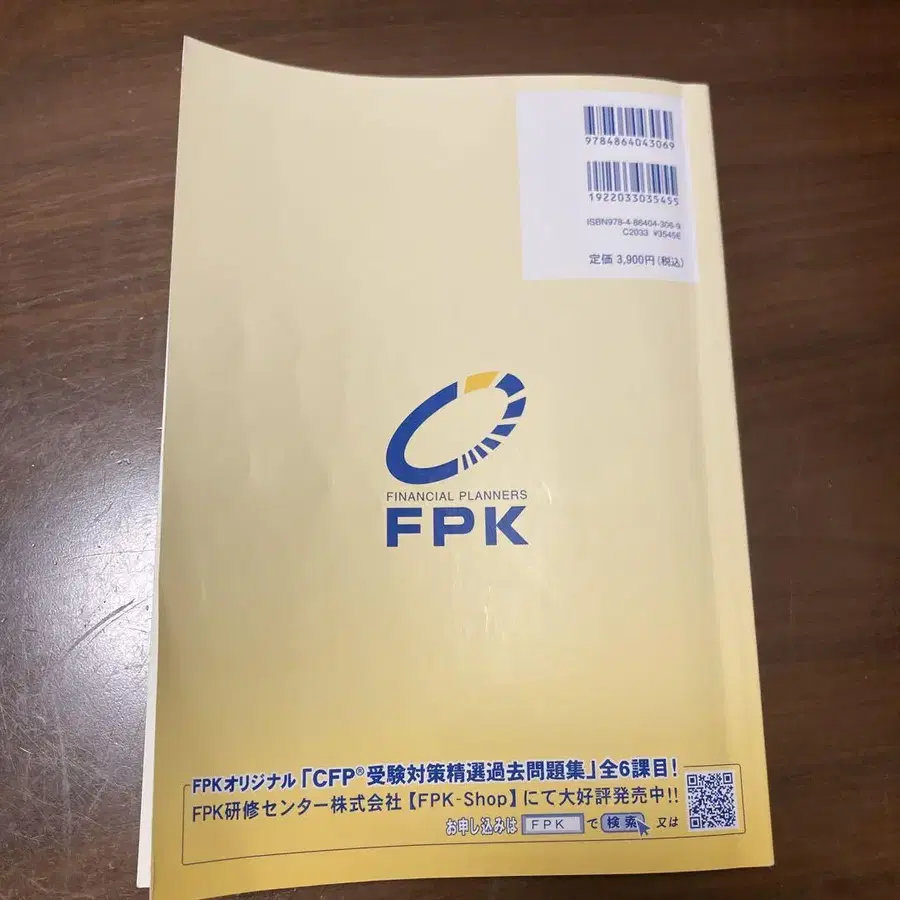 9784864043069
1922033035455
ISBN978-4-86404-306-9
C2033 ¥3545E
定価 3,900円(税込)
FINANCIAL PLANNERS
FPK
FPKオリジナル「CFP®受験対策精選過去問題集」全6課目!
FPK研修センター株式会社【FPK-Shop】にて大好評発売中!!
お申し込みは FPK で 検索 又は